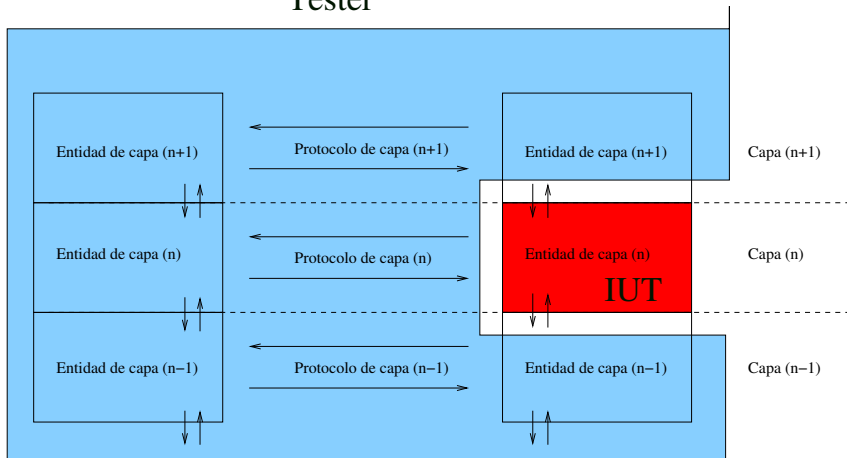 Tester
Entidad de capa (n+1)
Protocolo de capa (n+1)
Entidad de capa (n+1)
Capa (n+1)
Entidad de capa (n)
Protocolo de capa (n)
Entidad de capa (n)
Capa (n)
IUT
Entidad de capa (n−1)
Protocolo de capa (n−1)
Entidad de capa (n−1)
Capa (n−1)